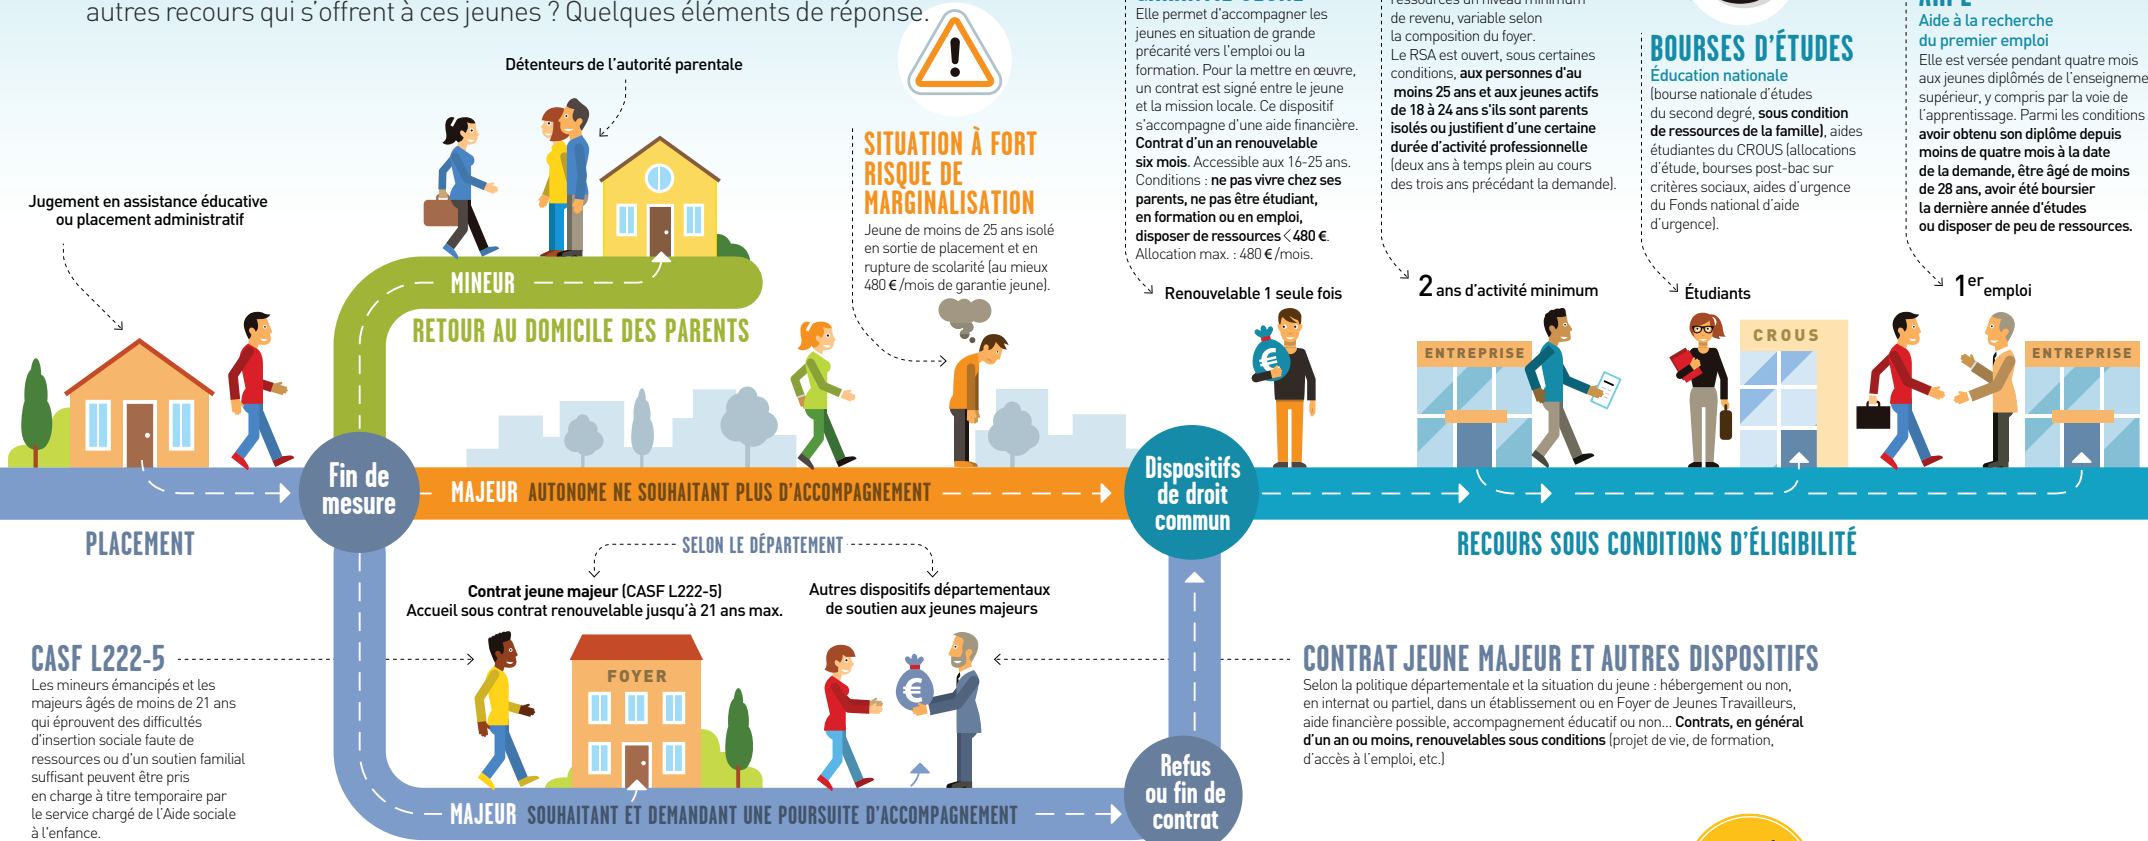 autres recours qui s’offrent à ces jeunes ? Quelques éléments de réponse.
Détenteurs de l’autorité parentale
Jugement en assistance éducative
ou placement administratif
MINEUR
RETOUR AU DOMICILE DES PARENTS
SITUATION À FORT
RISQUE DE
MARGINALISATION
Jeune de moins de 25 ans isolé
en sortie de placement et en
rupture de scolarité (au mieux
480 € /mois de garantie jeune).
Elle permet d’accompagner les
jeunes en situation de grande
précarité vers l’emploi ou la
formation. Pour la mettre en œuvre,
un contrat est signé entre le jeune
et la mission locale. Ce dispositif
s’accompagne d’une aide financière.
Contrat d’un an renouvelable
six mois. Accessible aux 16-25 ans.
Conditions : ne pas vivre chez ses
parents, ne pas être étudiant,
en formation ou en emploi,
disposer de ressources < 480 €.
Allocation max. : 480 € /mois.
Renouvelable 1 seule fois
ressources un niveau minimum
de revenu, variable selon
la composition du foyer.
Le RSA est ouvert, sous certaines
conditions, aux personnes d'au
moins 25 ans et aux jeunes actifs
de 18 à 24 ans s'ils sont parents
isolés ou justifient d’une certaine
durée d’activité professionnelle
(deux ans à temps plein au cours
des trois ans précédant la demande).
2 ans d’activité minimum
BOURSES D’ÉTUDES
Éducation nationale
(bourse nationale d’études
du second degré, sous condition
de ressources de la famille), aides
étudiantes du CROUS (allocations
d’étude, bourses post-bac sur
critères sociaux, aides d’urgence
du Fonds national d’aide
d’urgence).
Étudiants
Aide à la recherche
du premier emploi
Elle est versée pendant quatre mois
aux jeunes diplômés de l’enseigneme
supérieur, y compris par la voie de
l’apprentissage. Parmi les conditions
avoir obtenu son diplôme depuis
moins de quatre mois à la date
de la demande, être âgé de moins
de 28 ans, avoir été boursier
la dernière année d'études
ou disposer de peu de ressources.
1er emploi
ENTREPRISE
CROUS
ENTREPRISE
Fin de
mesure
MAJEUR AUTONOME NE SOUHAITANT PLUS D’ACCOMPAGNEMENT
Dispositifs
de droit
commun
PLACEMENT
RECOURS SOUS CONDITIONS D’ÉLIGIBILITÉ
SELON LE DÉPARTEMENT
Contrat jeune majeur (CASF L222-5)
Accueil sous contrat renouvelable jusqu’à 21 ans max.
Autres dispositifs départementaux
de soutien aux jeunes majeurs
CASF L222-5
Les mineurs émancipés et les
majeurs âgés de moins de 21 ans
qui éprouvent des difficultés
d’insertion sociale faute de
ressources ou d’un soutien familial
suffisant peuvent être pris
en charge à titre temporaire par
le service chargé de l’Aide sociale
à l’enfance.
FOYER
€
€
CONTRAT JEUNE MAJEUR ET AUTRES DISPOSITIFS
Selon la politique départementale et la situation du jeune : hébergement ou non,
en internat ou partiel, dans un établissement ou en Foyer de Jeunes Travailleurs,
aide financière possible, accompagnement éducatif ou non... Contrats, en général
d’un an ou moins, renouvelables sous conditions (projet de vie, de formation,
d’accès à l’emploi, etc.)
Refus
ou fin de
contrat
MAJEUR SOUHAITANT ET DEMANDANT UNE POURSUITE D’ACCOMPAGNEMENT